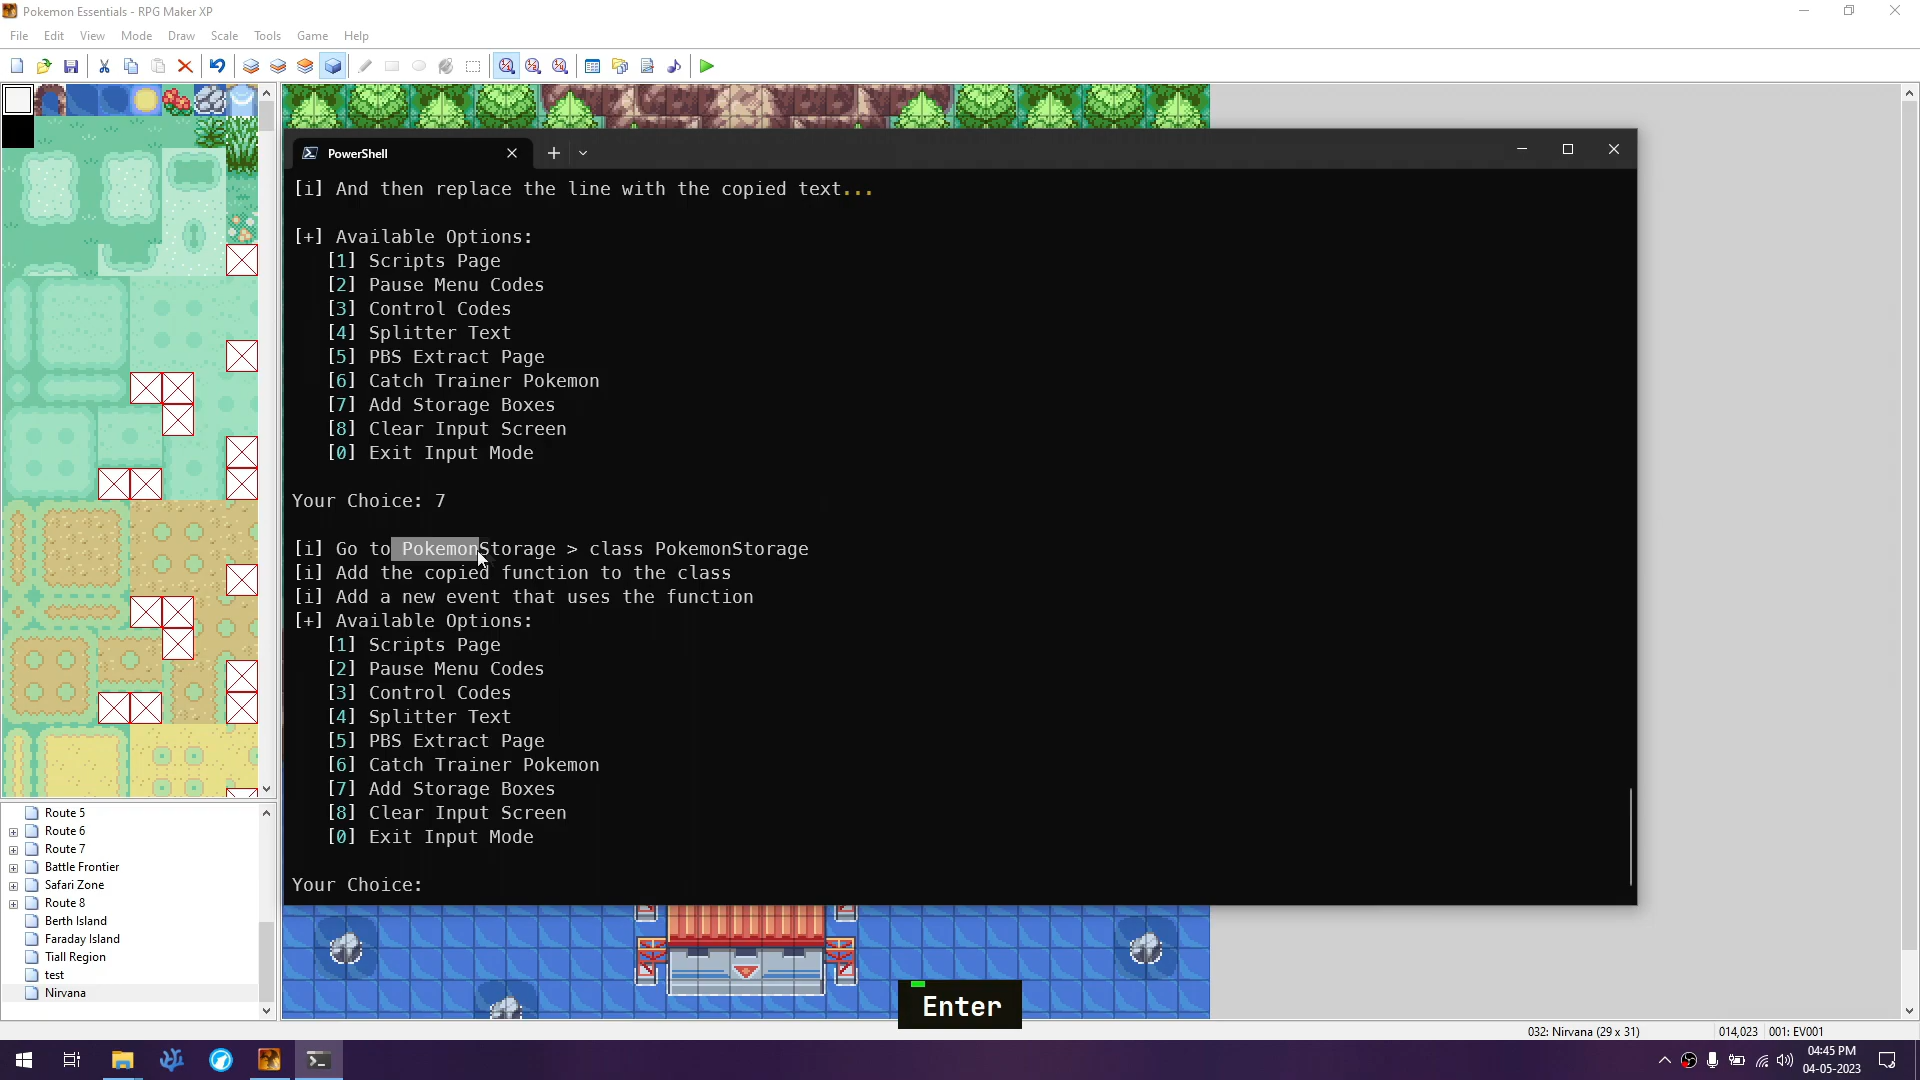 Pokemon Essentials - RPG Maker XP
File Edit View Mode Draw Scale Tools Game Help
PowerShell
[i] And then replace the line with the copied text...
[+] Available Options:
[1] Scripts Page
[2] Pause Menu Codes
[3] Control Codes
[4] Splitter Text
[5] PBS Extract Page
[6] Catch Trainer Pokemon
[7] Add Storage Boxes
[8] Clear Input Screen
[0] Exit Input Mode
Your Choice: 7
[i] Go to PokemonStorage > class PokemonStorage
[i] Add the copied function to the class
[i] Add a new event that uses the function
[+] Available Options:
[1] Scripts Page
[2] Pause Menu Codes
[3] Control Codes
[4] Splitter Text
[5] PBS Extract Page
[6] Catch Trainer Pokemon
[7] Add Storage Boxes
[8] Clear Input Screen
[0] Exit Input Mode
Your Choice:
Route 5
Route 6
Route 7
Battle Frontier
Safari Zone
Route 8
Berth Island
Faraday Island
Tiall Region
test
Nirvana
Enter
032: Nirvana (29 x 31) 014,023 001: EV001
04:45 PM
04-05-2023